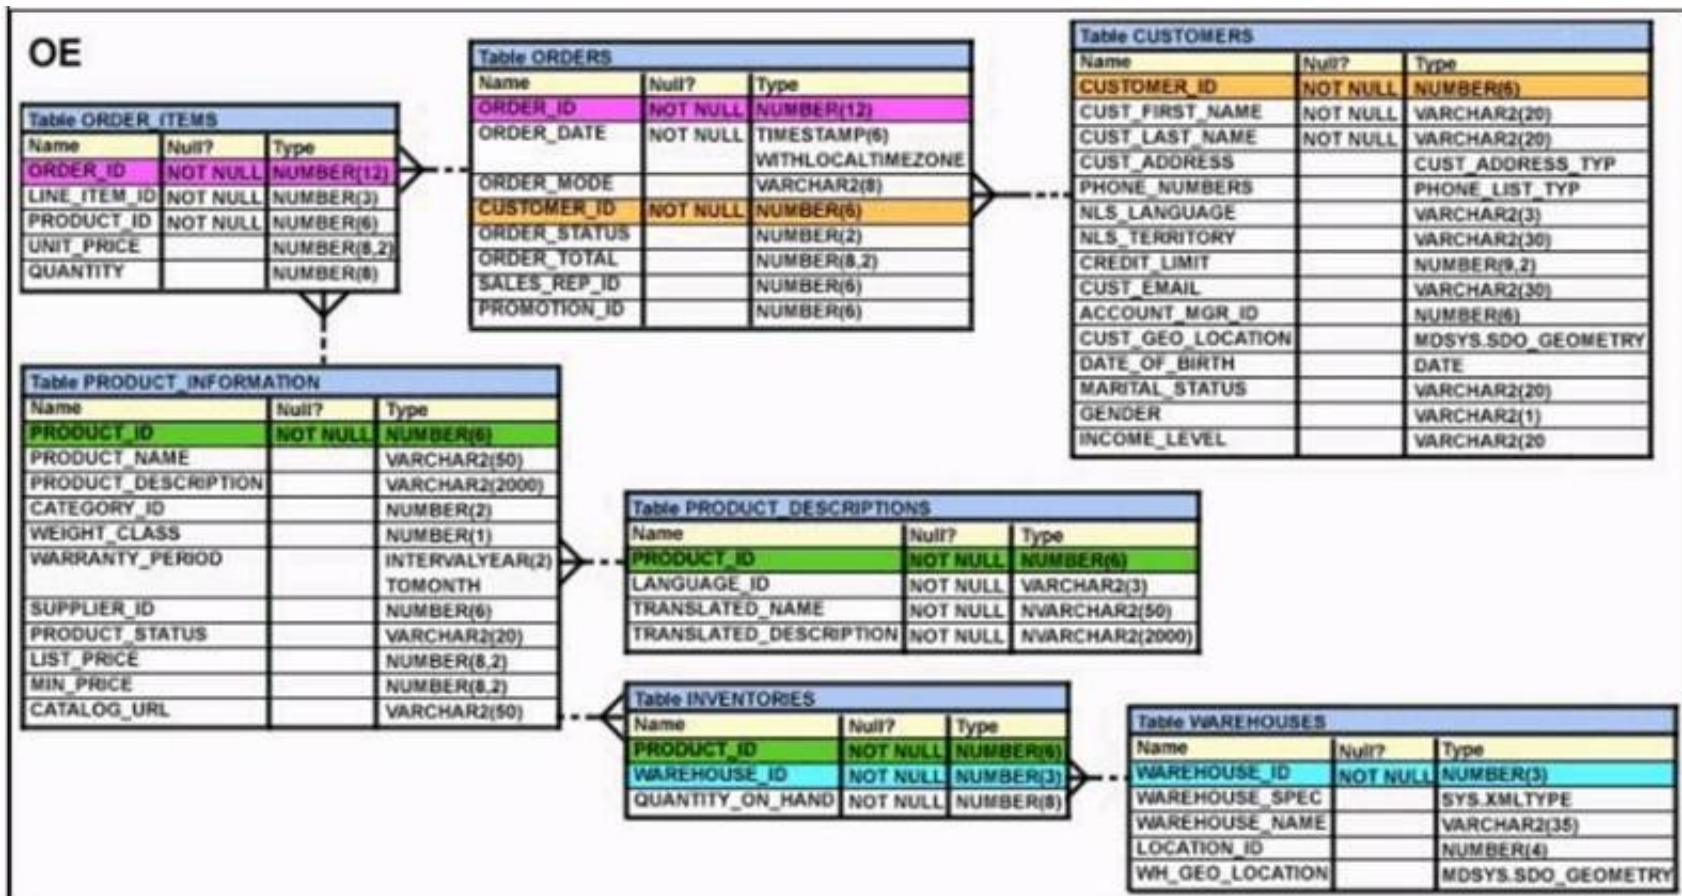 OE
Table ORDER_ITEMS
Name Null? Type
ORDER_ID NOT NULL NUMBER(12)
LINE_ITEM_ID NOT NULL NUMBER(3)
PRODUCT_ID NOT NULL NUMBER(6)
UNIT_PRICE NUMBER(8,2)
QUANTITY NUMBER(8)
Table ORDERS
Name Null? Type
ORDER_ID NOT NULL NUMBER(12)
ORDER_DATE NOT NULL TIMESTAMP(6)
WITHLOCALTIMEZONE
ORDER_MODE VARCHAR2(8)
CUSTOMER_ID NOT NULL NUMBER(6)
ORDER_STATUS NUMBER(2)
ORDER_TOTAL NUMBER(8,2)
SALES_REP_ID NUMBER(6)
PROMOTION_ID NUMBER(6)
Table CUSTOMERS
Name Null? Type
CUSTOMER_ID NOT NULL NUMBER(6)
CUST_FIRST_NAME NOT NULL VARCHAR2(20)
CUST_LAST_NAME NOT NULL VARCHAR2(20)
CUST_ADDRESS CUST_ADDRESS_TYP
PHONE_NUMBERS PHONE_LIST_TYP
NLS_LANGUAGE VARCHAR2(3)
NLS_TERRITORY VARCHAR2(30)
CREDIT_LIMIT NUMBER(9,2)
CUST_EMAIL VARCHAR2(30)
ACCOUNT_MGR_ID NUMBER(6)
CUST_GEO_LOCATION MDSYS.SDO_GEOMETRY
DATE_OF_BIRTH DATE
MARITAL_STATUS VARCHAR2(20)
GENDER VARCHAR2(1)
INCOME_LEVEL VARCHAR2(20
Table PRODUCT_INFORMATION
Name Null? Type
PRODUCT_ID NOT NULL NUMBER(6)
PRODUCT_NAME VARCHAR2(50)
PRODUCT_DESCRIPTION VARCHAR2(2000)
CATEGORY_ID NUMBER(2)
WEIGHT_CLASS NUMBER(1)
WARRANTY_PERIOD INTERVALYEAR(2)
TOMONTH
SUPPLIER_ID NUMBER(6)
PRODUCT_STATUS VARCHAR2(20)
LIST_PRICE NUMBER(8,2)
MIN_PRICE NUMBER(8,2)
CATALOG_URL VARCHAR2(50)
Table PRODUCT_DESCRIPTIONS
Name Null? Type
PRODUCT_ID NOT NULL NUMBER(6)
LANGUAGE_ID NOT NULL VARCHAR2(3)
TRANSLATED_NAME NOT NULL NVARCHAR2(50)
TRANSLATED_DESCRIPTION NOT NULL NVARCHAR2(2000)
Table INVENTORIES
Name Null? Type
PRODUCT_ID NOT NULL NUMBER(6)
WAREHOUSE_ID NOT NULL NUMBER(3)
QUANTITY_ON_HAND NOT NULL NUMBER(8)
Table WAREHOUSES
Name Null? Type
WAREHOUSE_ID NOT NULL NUMBER(3)
WAREHOUSE_SPEC SYS.XMLTYPE
WAREHOUSE_NAME VARCHAR2(35)
LOCATION_ID NUMBER(4)
WH_GEO_LOCATION MDSYS.SDO_GEOMETRY